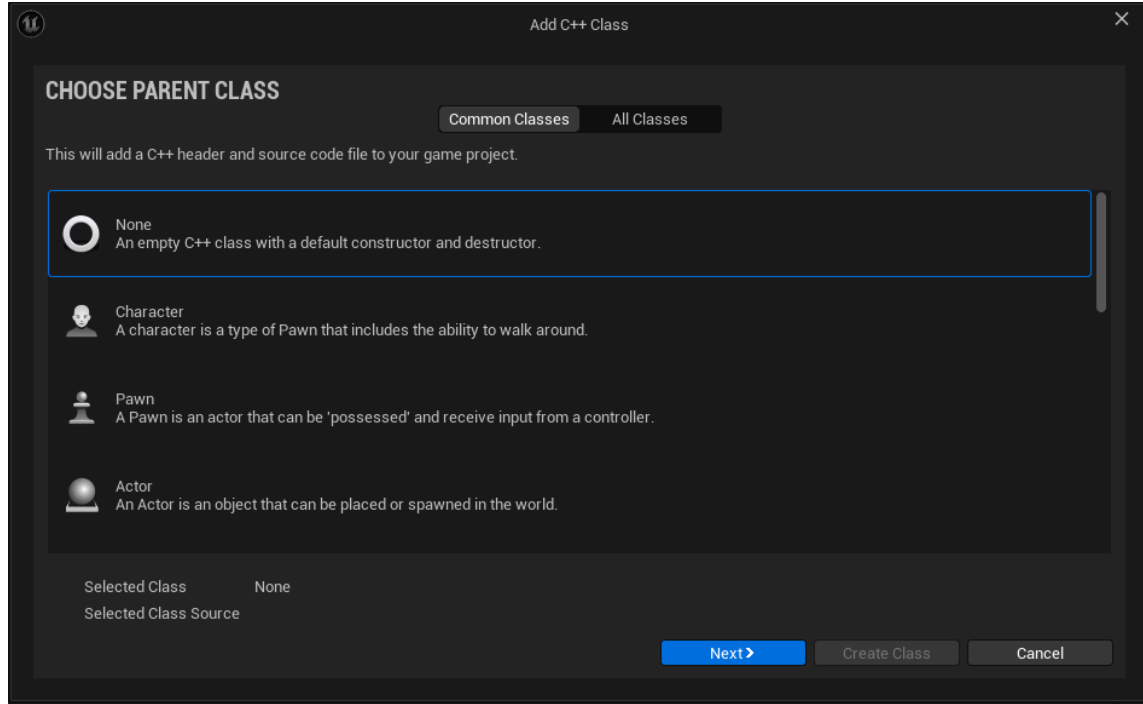 Add C++ Class
CHOOSE PARENT CLASS
Common Classes
All Classes
This will add a C++ header and source code file to your game project.
None
An empty C++ class with a default constructor and destructor.
Character
A character is a type of Pawn that includes the ability to walk around.
Pawn
A Pawn is an actor that can be 'possessed' and receive input from a controller.
Actor
An Actor is an object that can be placed or spawned in the world.
Selected Class None
Selected Class Source
Next
Create Class
Cancel